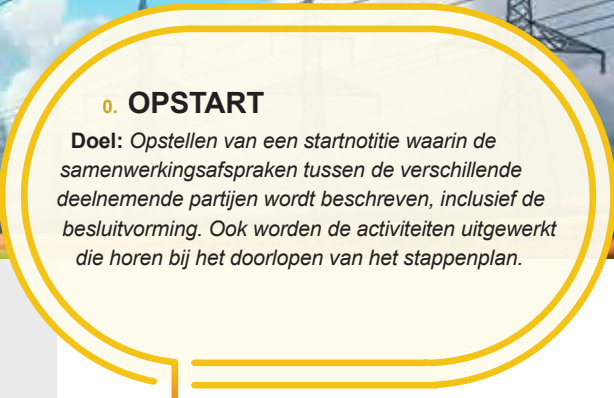 0. OPSTART
Doel: Opstellen van een startnotitie waarin de
samenwerkingsafspraken tussen de verschillende
deelnemende partijen wordt beschreven, inclusief de
besluitvorming. Ook worden de activiteiten uitgewerkt
die horen bij het doorlopen van het stappenplan.